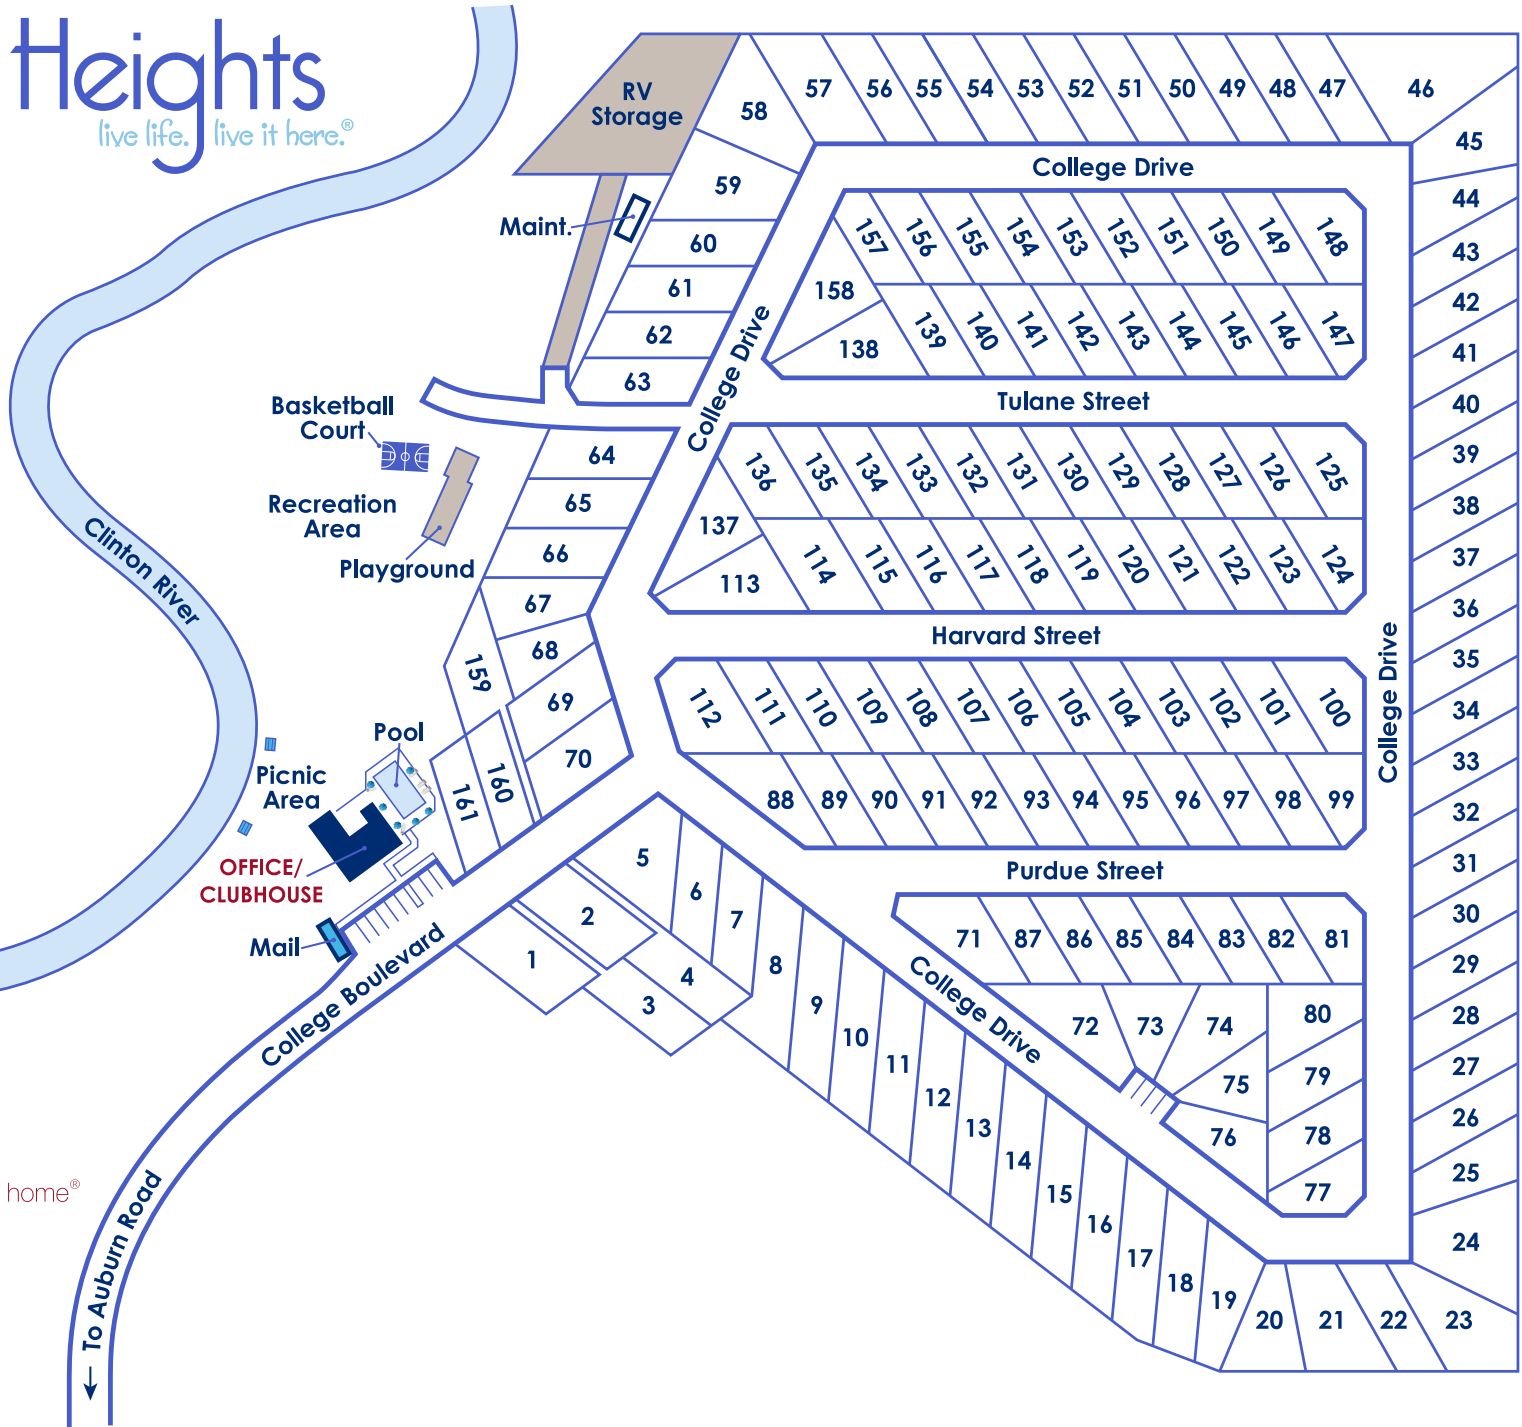 Heights
live life. live it here.®
RV
Storage
Maint.
Basketball
Court
Recreation
Area
Playground
Clinton River
Pool
Picnic
Area
OFFICE/
CLUBHOUSE
Mail
College Boulevard
home®
← To Auburn Road
College Drive
College Drive
Tulane Street
Harvard Street
College Drive
Purdue Street
College Drive
58 57 56 55 54 53 52 51 50 49 48 47 46
45
59
60
61
62
63
64
65
66
67
68
69
70
159
160
161
157 156 155 154 153 152 151 150 149 148
158
138 139 140 141 142 143 144 145 146 147
136 135 134 133 132 131 130 129 128 127 126 125
137
113 114 115 116 117 118 119 120 121 122 123 124
112 111 110 109 108 107 106 105 104 103 102 101 100
88 89 90 91 92 93 94 95 96 97 98 99
71 87 86 85 84 83 82 81
72 73 74 80
75 79
76 78
77
44
43
42
41
40
39
38
37
36
35
34
33
32
31
30
29
28
27
26
25
24
1
2
3
4
5
6
7
8
9
10
11
12
13
14
15
16
17
18
19
20 21 22 23